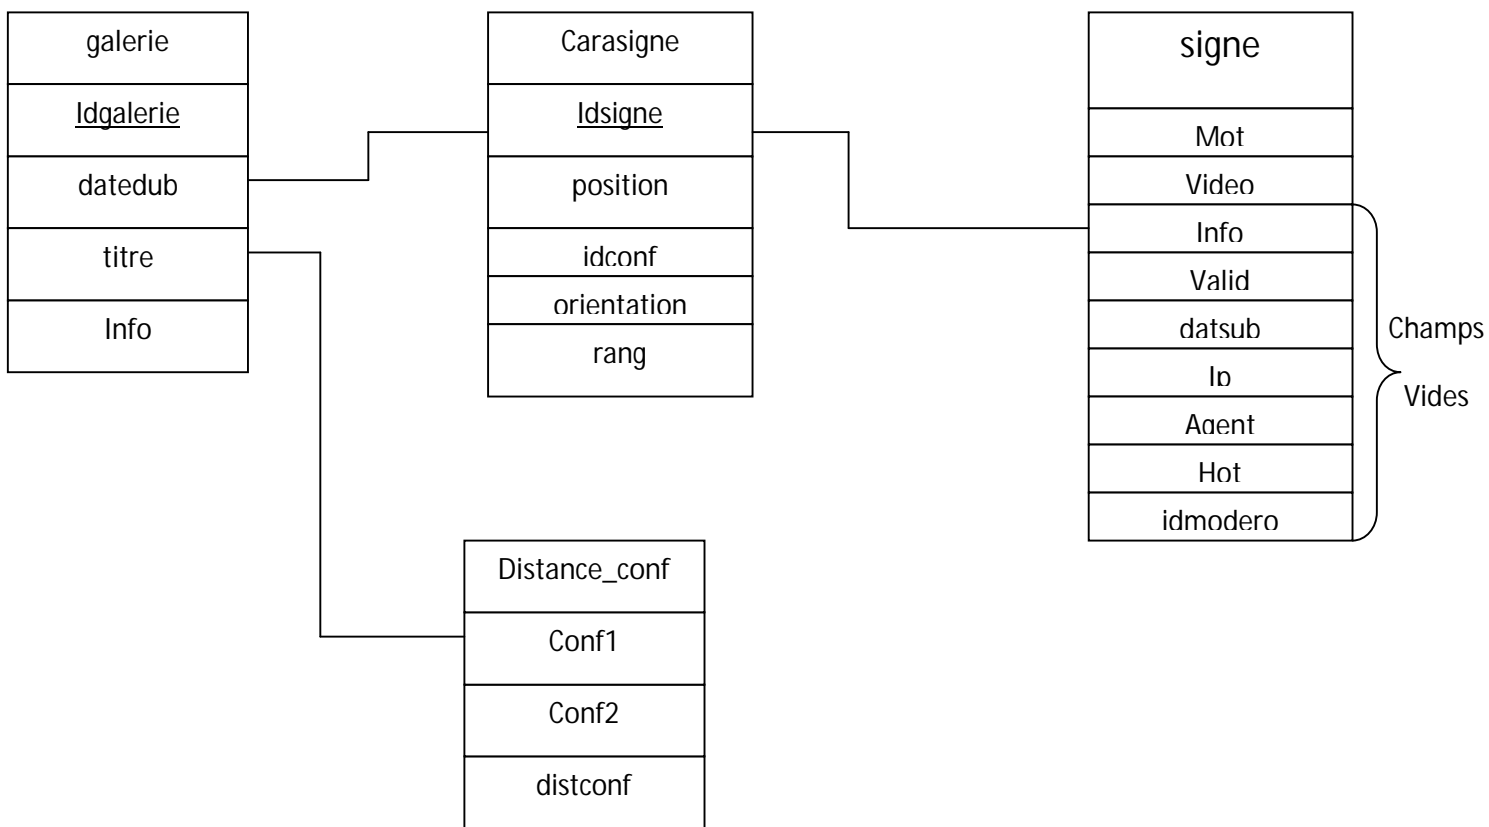 galerie
Idgalerie
datedub
titre
Info
Carasigne
Idsigne
position
idconf
orientation
rang
signe
Mot
Video
Info
Valid
datsub
Ip
Agent
Hot
idmodero
Champs
Vides
Distance_conf
Conf1
Conf2
distconf